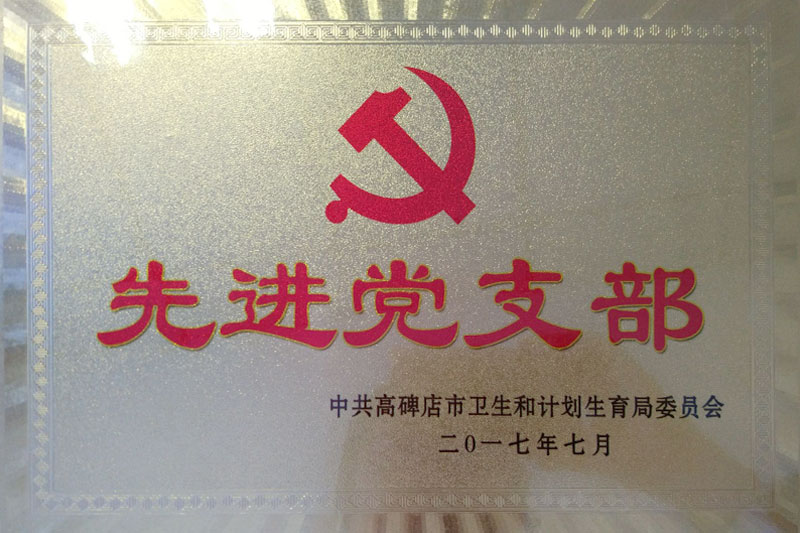 先进党支部
中共高碑店市卫生和计划生育局委员会
二0一七年七月